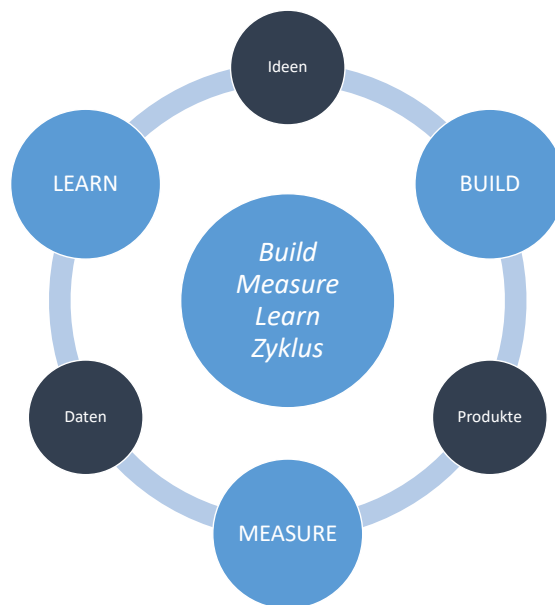 Ideen
LEARN
BUILD
Build
Measure
Learn
Zyklus
Daten
Produkte
MEASURE